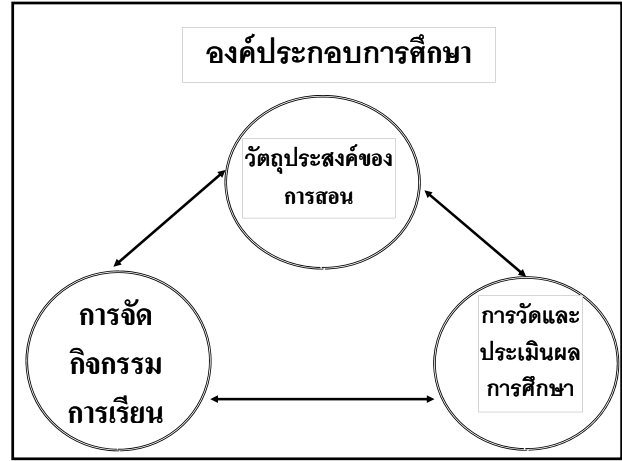 องค์ประกอบการศึกษา
วัตถุประสงค์ของ
การสอน
การจัด
กิจกรรม
การเรียน
การวัดและ
ประเมินผล
การศึกษา